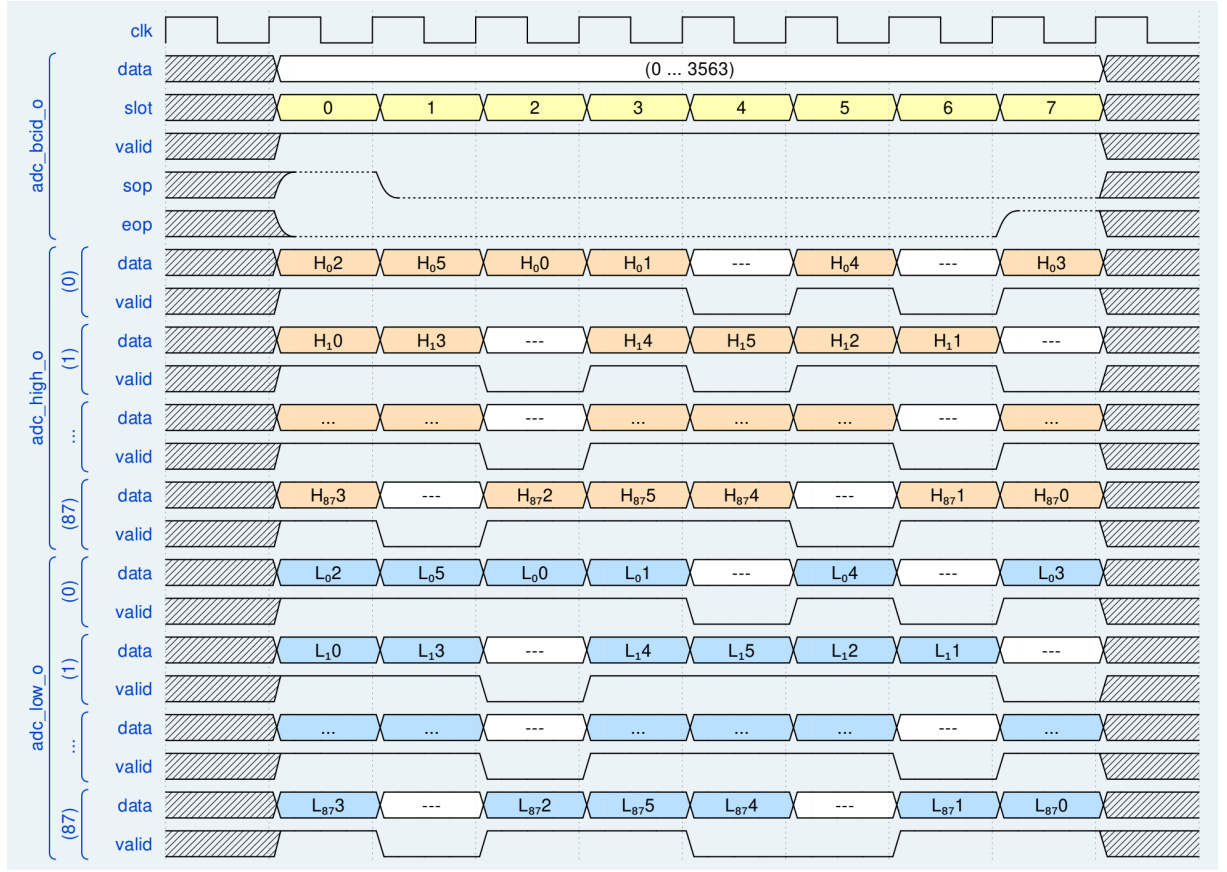 clk
adc_bcid_o
data (0 ... 3563)
slot 0 1 2 3 4 5 6 7
valid
sop
eop
adc_high_o
(0)
data H₀2 H₀5 H₀0 H₀1 --- H₀4 --- H₀3
valid
(1)
data H₁0 H₁3 --- H₁4 H₁5 H₁2 H₁1 ---
valid
...
data ... ... --- ... ... ... --- ...
valid
(87)
data H₈₇3 --- H₈₇2 H₈₇5 H₈₇4 --- H₈₇1 H₈₇0
valid
adc_low_o
(0)
data L₀2 L₀5 L₀0 L₀1 --- L₀4 --- L₀3
valid
(1)
data L₁0 L₁3 --- L₁4 L₁5 L₁2 L₁1 ---
valid
...
data ... ... --- ... ... ... --- ...
valid
(87)
data L₈₇3 --- L₈₇2 L₈₇5 L₈₇4 --- L₈₇1 L₈₇0
valid